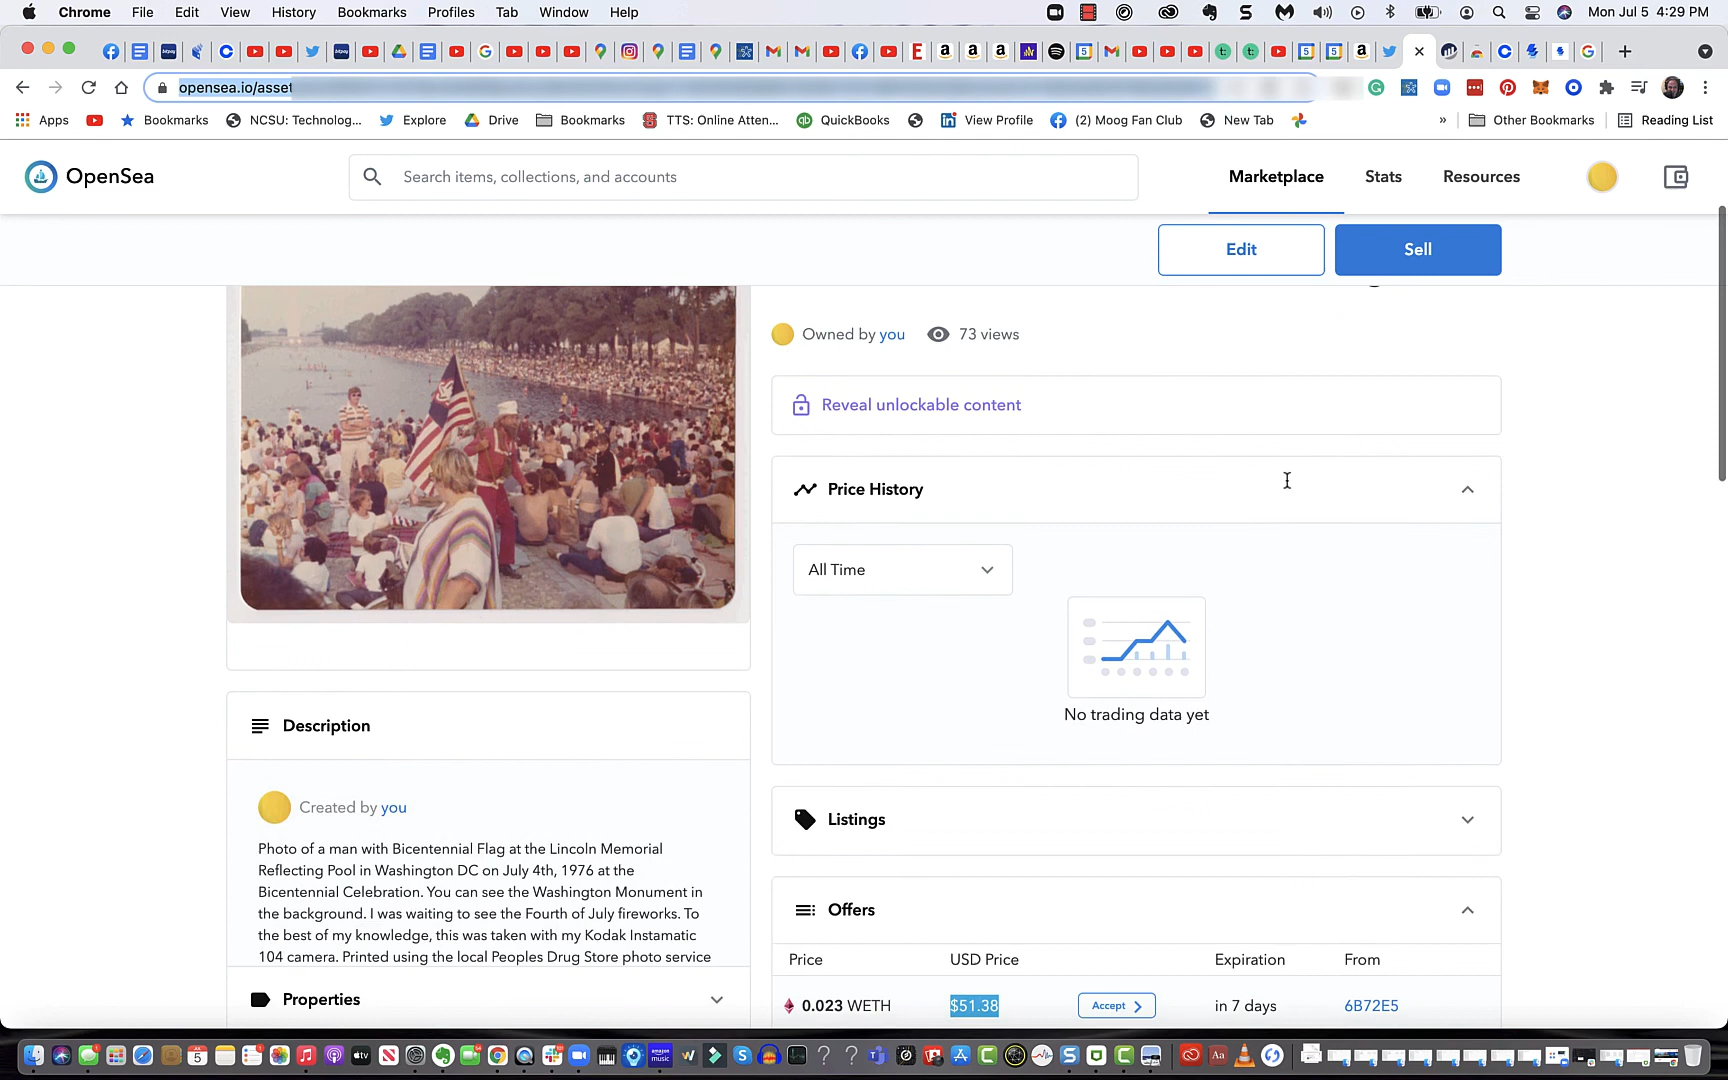 Chrome File Edit View History Bookmarks Profiles Tab Window Help Mon Jul 5 4:29 PM
opensea.io/asset
Apps Bookmarks NCSU: Technolog... Explore Drive Bookmarks TTS: Online Atten... QuickBooks View Profile (2) Moog Fan Club New Tab » Other Bookmarks Reading List
OpenSea Search items, collections, and accounts Marketplace Stats Resources
Edit Sell
Owned by you 73 views
Reveal unlockable content
Price History
All Time
No trading data yet
Description
Created by you
Photo of a man with Bicentennial Flag at the Lincoln Memorial
Reflecting Pool in Washington DC on July 4th, 1976 at the
Bicentennial Celebration. You can see the Washington Monument in
the background. I was waiting to see the Fourth of July fireworks. To
the best of my knowledge, this was taken with my Kodak Instamatic
104 camera. Printed using the local Peoples Drug Store photo service
Properties
Listings
Offers
Price USD Price Expiration From
0.023 WETH $51.38 Accept in 7 days 6B72E5